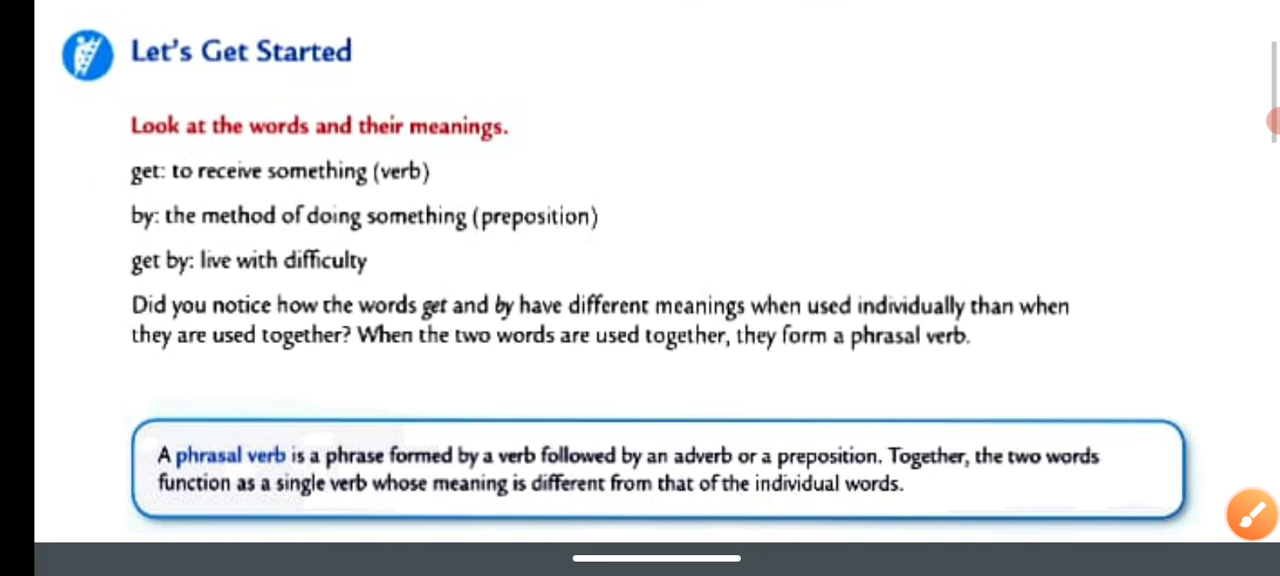 Let's Get Started
Look at the words and their meanings.
get: to receive something (verb)
by: the method of doing something (preposition)
get by: live with difficulty
Did you notice how the words get and by have different meanings when used individually than when
they are used together? When the two words are used together, they form a phrasal verb.
A phrasal verb is a phrase formed by a verb followed by an adverb or a preposition. Together, the two words
function as a single verb whose meaning is different from that of the individual words.